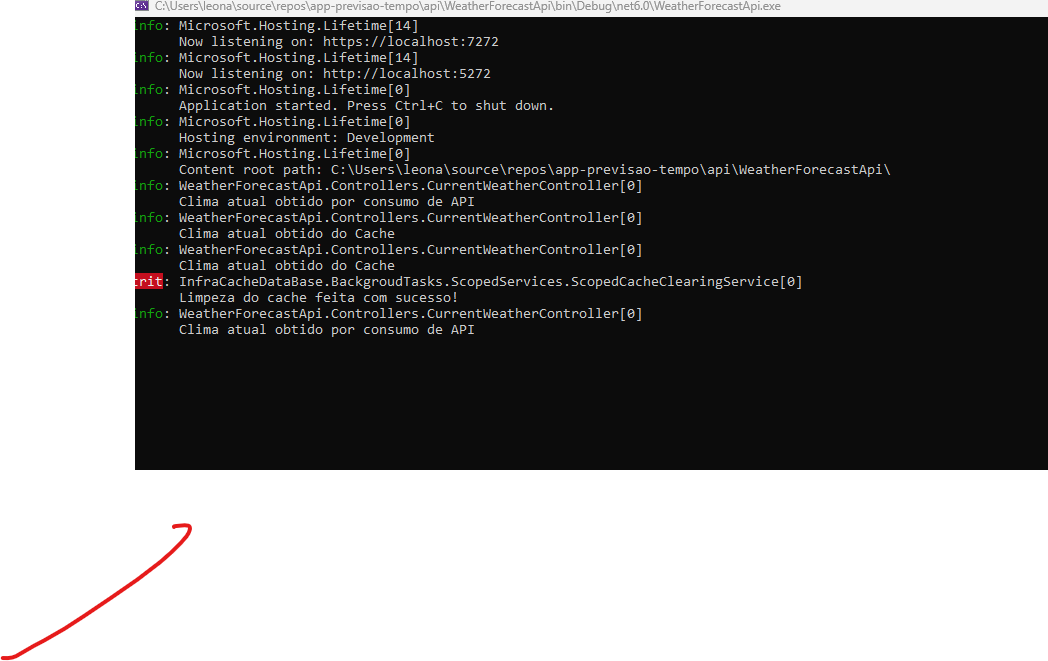 C:\Users\leona\source\repos\app-previsao-tempo\api\WeatherForecastApi\bin\Debug\net6.0\WeatherForecastApi.exe
info: Microsoft.Hosting.Lifetime[14]
Now listening on: https://localhost:7272
info: Microsoft.Hosting.Lifetime[14]
Now listening on: http://localhost:5272
info: Microsoft.Hosting.Lifetime[0]
Application started. Press Ctrl+C to shut down.
info: Microsoft.Hosting.Lifetime[0]
Hosting environment: Development
info: Microsoft.Hosting.Lifetime[0]
Content root path: C:\Users\leona\source\repos\app-previsao-tempo\api\WeatherForecastApi\
info: WeatherForecastApi.Controllers.CurrentWeatherController[0]
Clima atual obtido por consumo de API
info: WeatherForecastApi.Controllers.CurrentWeatherController[0]
Clima atual obtido do Cache
info: WeatherForecastApi.Controllers.CurrentWeatherController[0]
Clima atual obtido do Cache
crit: InfraCacheDataBase.BackgroudTasks.ScopedServices.ScopedCacheClearingService[0]
Limpeza do cache feita com sucesso!
info: WeatherForecastApi.Controllers.CurrentWeatherController[0]
Clima atual obtido por consumo de API